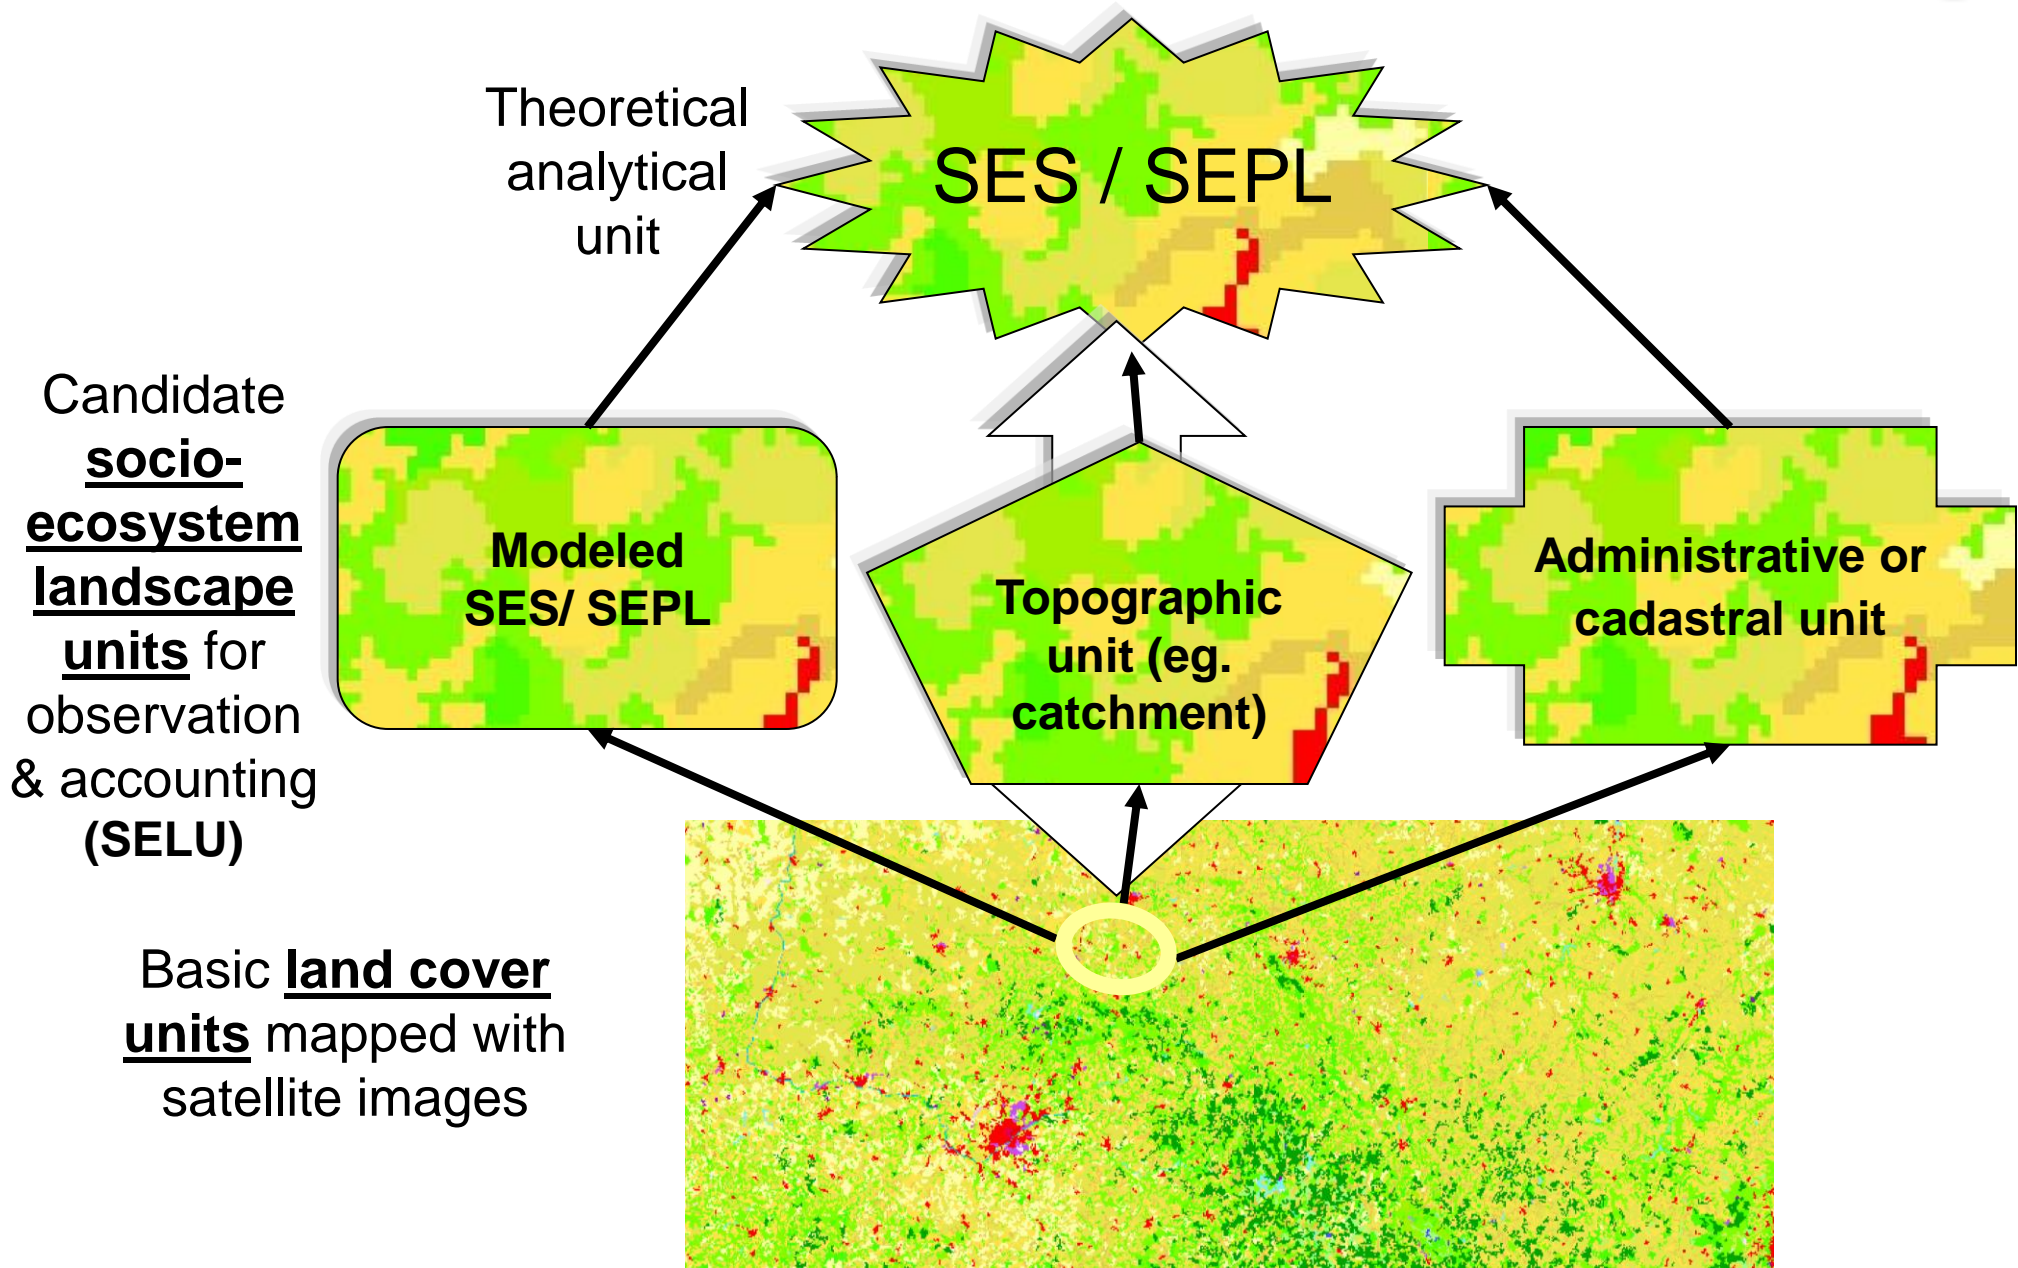 Theoretical
analytical
unit
SES / SEPL
Candidate
socio-
ecosystem
landscape
units for
observation
& accounting
(SELU)
Modeled
SES/ SEPL
Topographic
unit (eg.
catchment)
Administrative or
cadastral unit
Basic land cover
units mapped with
satellite images